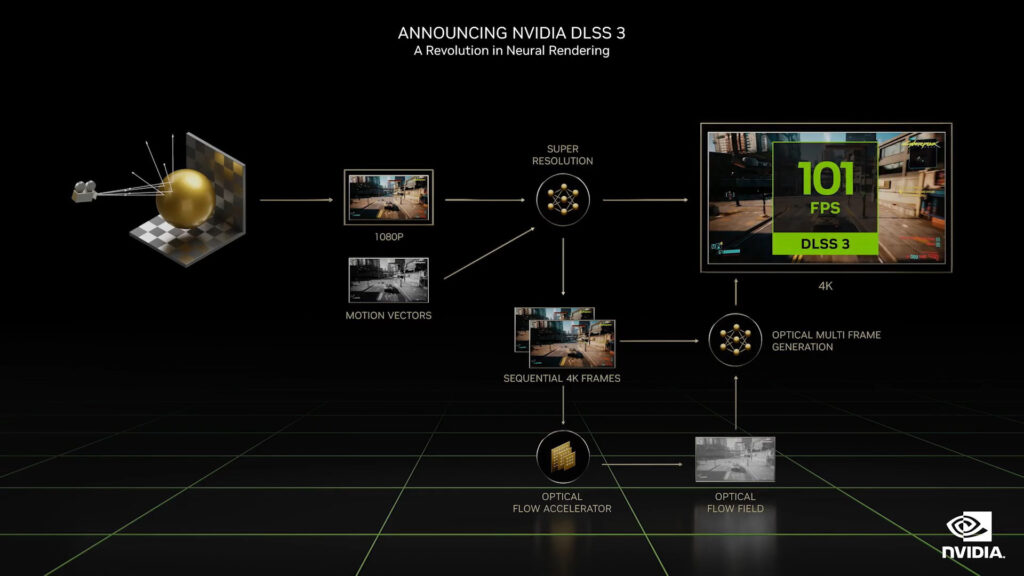 ANNOUNCING NVIDIA DLSS 3
A Revolution in Neural Rendering
SUPER
RESOLUTION
1080P
MOTION VECTORS
CYBERPUNK
101
FPS
DLSS 3
4K
OPTICAL MULTI FRAME
GENERATION
SEQUENTIAL 4K FRAMES
OPTICAL
FLOW ACCELERATOR
OPTICAL
FLOW FIELD
NVIDIA.